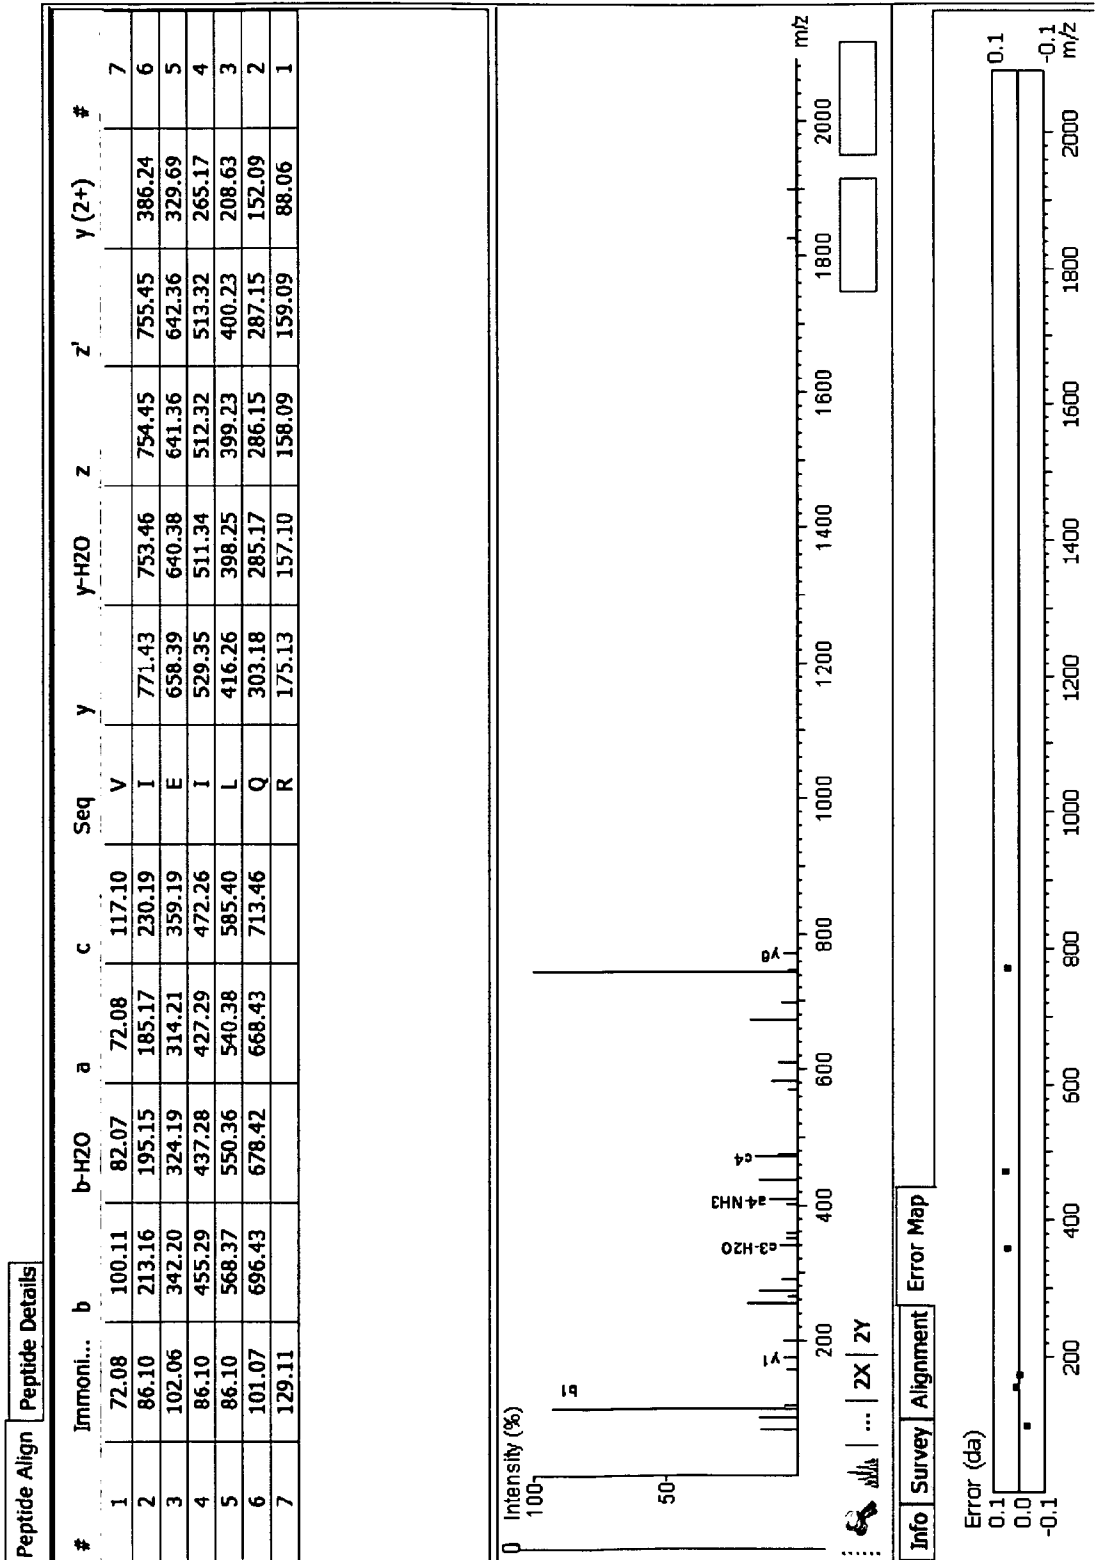 Peptide Align Peptide Details
# Immoni... b b-H2O a c Seq y y-H2O z z' y (2+) #
1 72.08 100.11 82.07 72.08 117.10 V 7
2 86.10 213.16 195.15 185.17 230.19 I 771.43 753.46 754.45 755.45 386.24 6
3 102.06 342.20 324.19 314.21 359.19 E 658.39 640.38 641.36 642.36 329.69 5
4 86.10 455.29 437.28 427.29 472.26 I 529.35 511.34 512.32 513.32 265.17 4
5 86.10 568.37 550.36 540.38 585.40 L 416.26 398.25 399.23 400.23 208.63 3
6 101.07 696.43 678.42 668.43 713.46 Q 303.18 285.17 286.15 287.15 152.09 2
7 129.11 R 175.13 157.10 158.09 159.09 88.06 1
Intensity (%)
100
50
0
b1
y1
c3-H2O
a4-NH3
c4
y6
200 400 600 800 1000 1200 1400 1600 1800 2000 m/z
... 2X 2Y
Info Survey Alignment Error Map
Error (da)
0.1 0.1
0.0
-0.1 -0.1
200 400 600 800 1000 1200 1400 1600 1800 2000 m/z